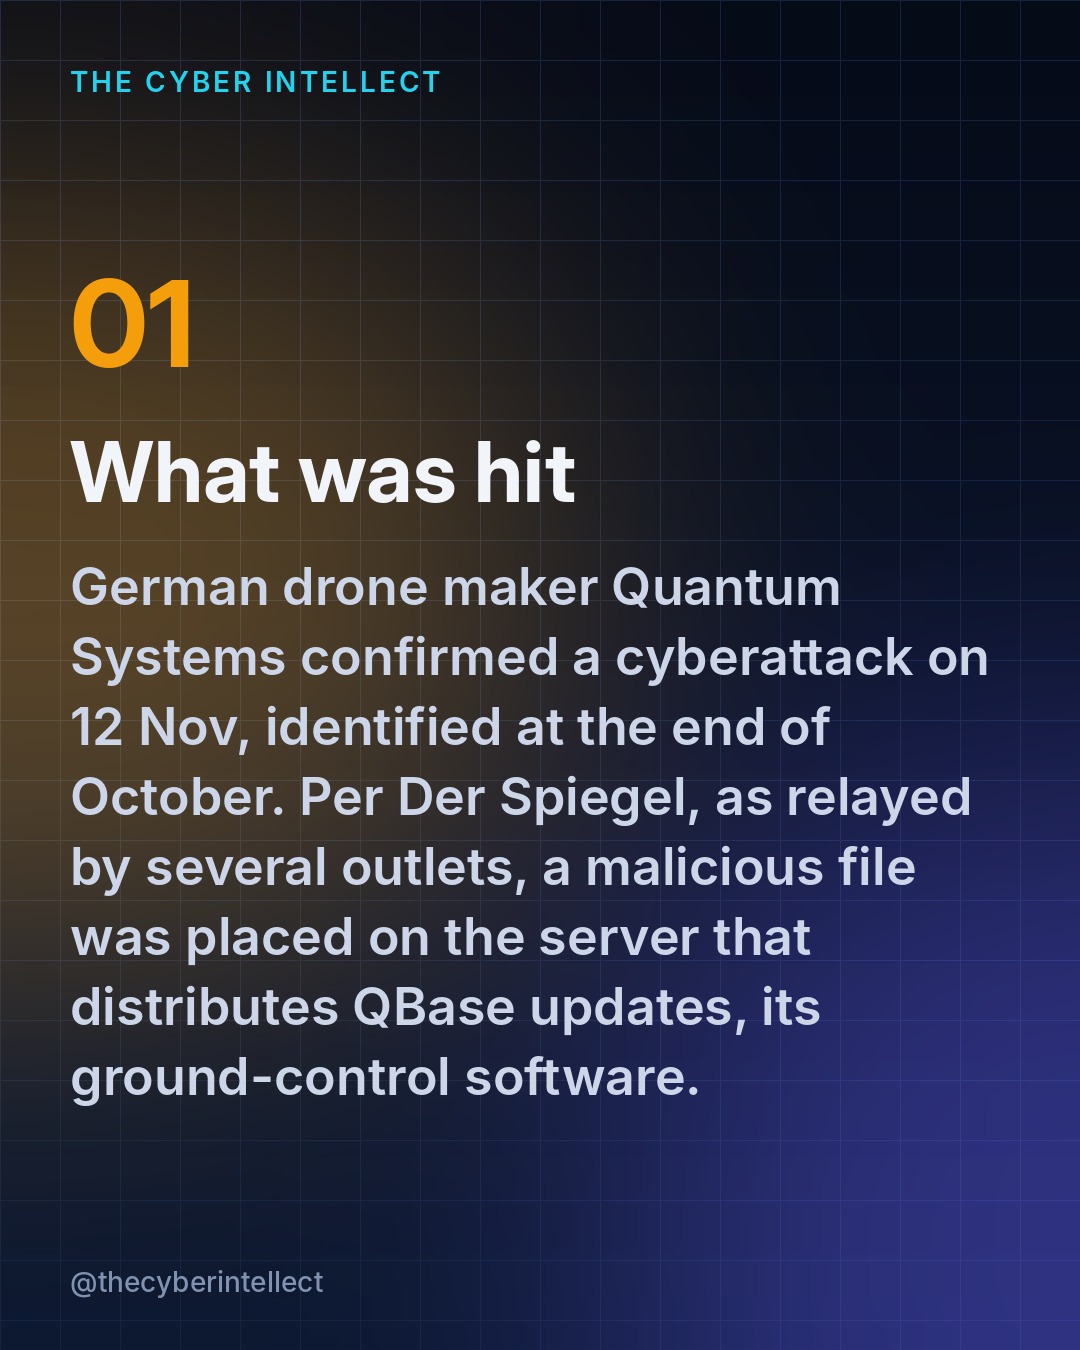 THE CYBER INTELLECT
01
What was hit
German drone maker Quantum
Systems confirmed a cyberattack on
12 Nov, identified at the end of
October. Per Der Spiegel, as relayed
by several outlets, a malicious file
was placed on the server that
distributes QBase updates, its
ground-control software.
@thecyberintellect